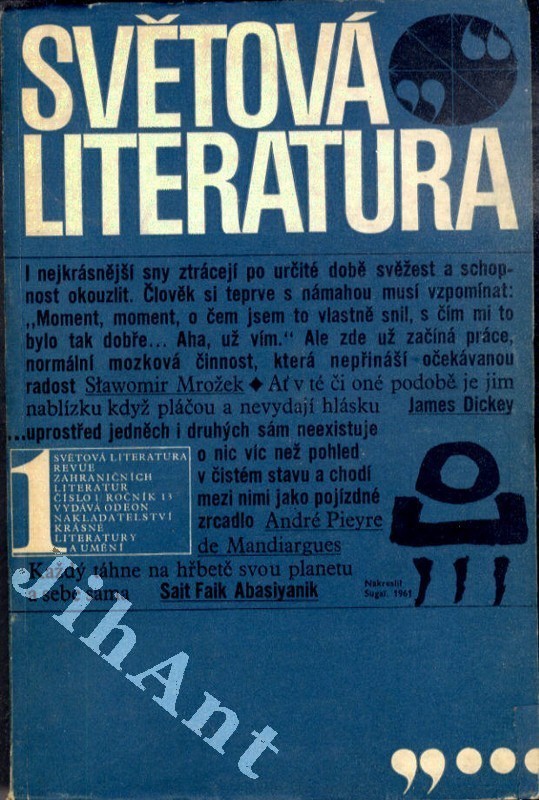 SVĚTOVÁ
LITERATURA
I nejkrásnější sny ztrácejí po určité době svěžest a schop-
nost okouzlit. Člověk si teprve s námahou musí vzpomínat:
„Moment, moment, o čem jsem to vlastně snil, s čím mi to
bylo tak dobře... Aha, už vím.“ Ale zde už začíná práce,
normální mozková činnost, která nepřináší očekávanou
radost Sławomir Mrożek ◆ Ať v té či oné podobě je jim
nablízku když pláčou a nevydají hlásku James Dickey
...uprostřed jedněch i druhých sám neexistuje
o nic víc než pohled
v čistém stavu a chodí
mezi nimi jako pojízdné
zrcadlo André Pieyre
de Mandiargues
1
SVĚTOVÁ LITERATURA
REVUE
ZAHRANIČNÍCH
LITERATUR
ČÍSLO 1/ROČNÍK 13
VYDÁVÁ ODEON
NAKLADATELSTVÍ
KRÁSNÉ
LITERATURY
A UMĚNÍ
Každý táhne na hřbetě svou planetu
a sebe sama Sait Faik Abasiyanik
Nakreslil
Sugai. 1961
JihAnt